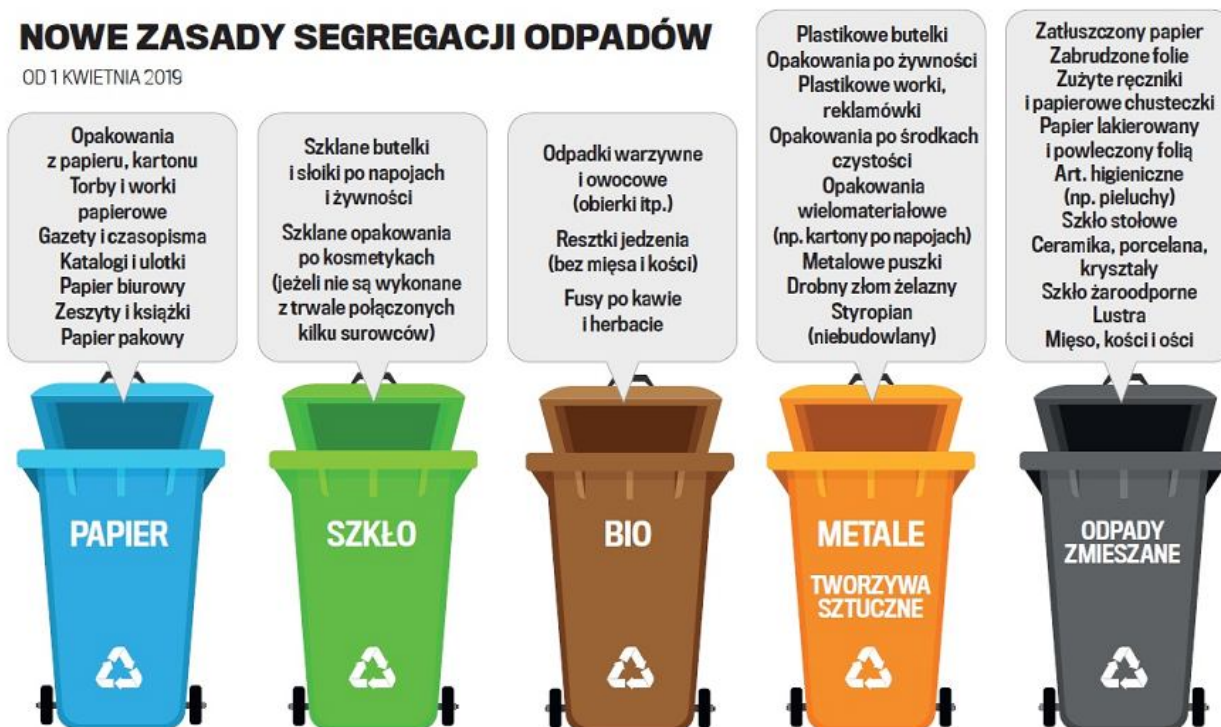 NOWE ZASADY SEGREGACJI ODPADÓW
OD 1 KWIETNIA 2019
Opakowania
z papieru, kartonu
Torby i worki
papierowe
Gazety i czasopisma
Katalogi i ulotki
Papier biurowy
Zeszyty i książki
Papier pakowy
Szklane butelki
i słoiki po napojach
i żywności
Szklane opakowania
po kosmetykach
(jeżeli nie są wykonane
z trwale połączonych
kilku surowców)
Odpadki warzywne
i owocowe
(obierki itp.)
Resztki jedzenia
(bez mięsa i kości)
Fusy po kawie
i herbacie
Plastikowe butelki
Opakowania po żywności
Plastikowe worki,
reklamówki
Opakowania po środkach
czystości
Opakowania
wielomateriałowe
(np. kartony po napojach)
Metalowe puszki
Drobny złom żelazny
Styropian
(niebudowlany)
Zatłuszczony papier
Zabrudzone folie
Zużyte ręczniki
i papierowe chusteczki
Papier lakierowany
i powleczony folią
Art. higieniczne
(np. pieluchy)
Szkło stołowe
Ceramika, porcelana,
kryształy
Szkło żaroodporne
Lustra
Mięso, kości i ości
PAPIER
SZKŁO
BIO
METALE
TWORZYWA
SZTUCZNE
ODPADY
ZMIESZANE